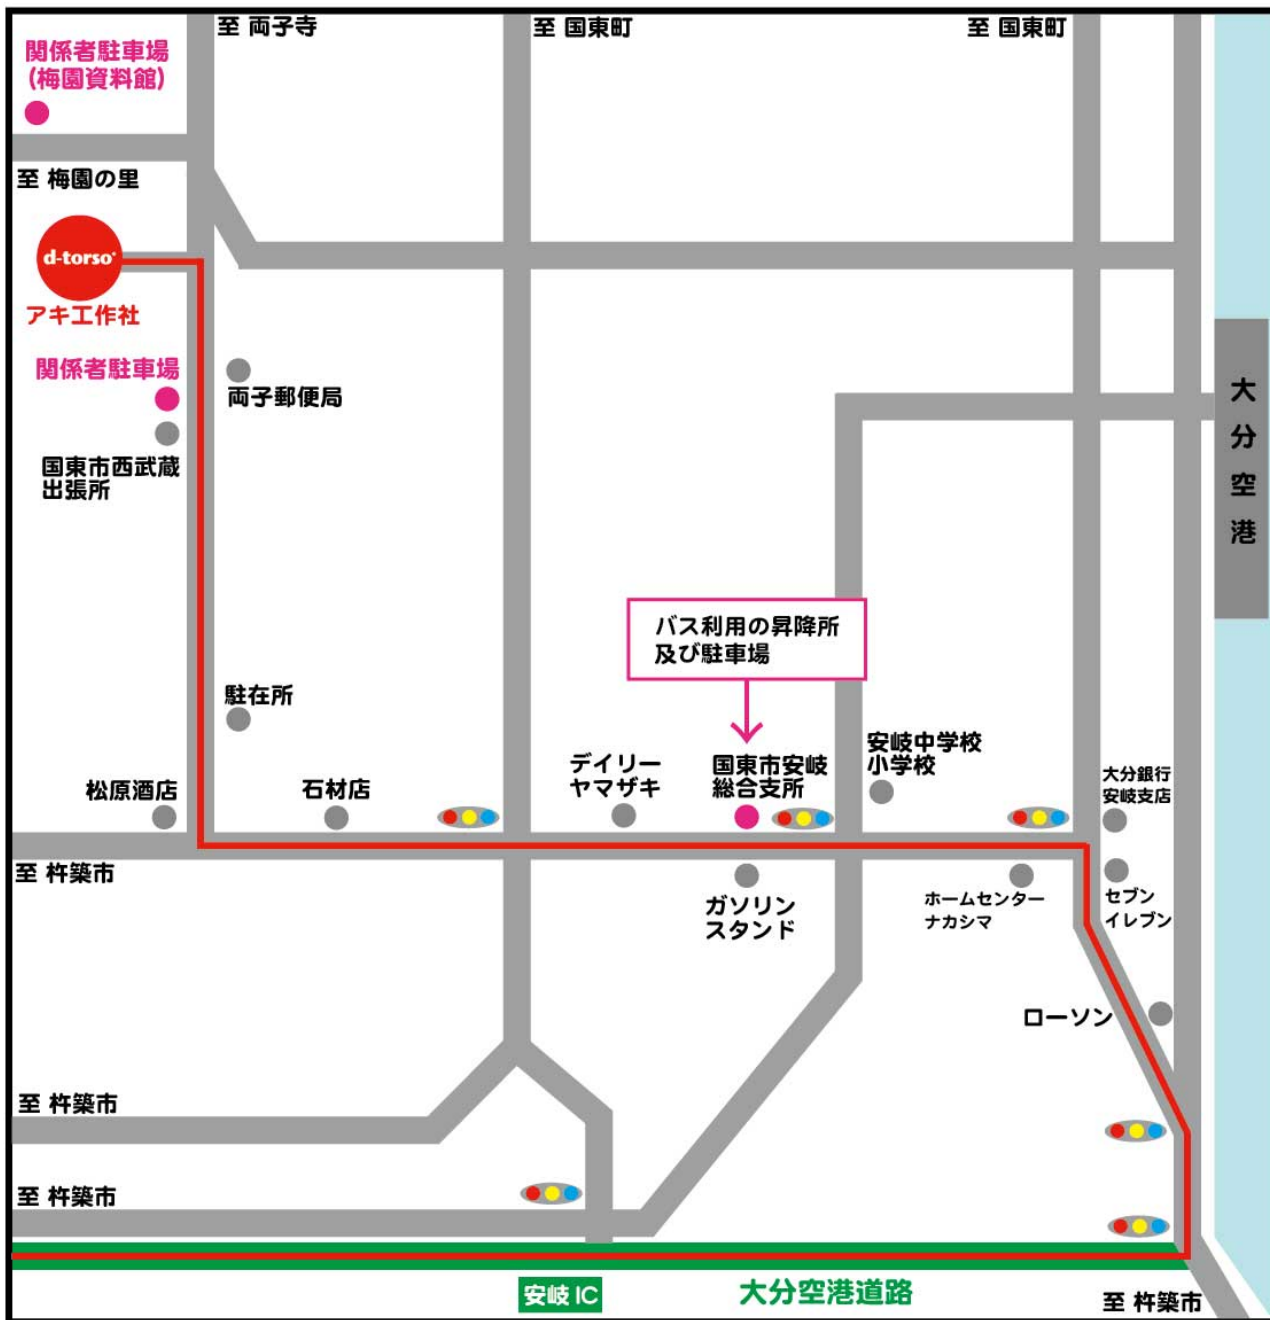 至 両子寺
至 国東町
至 国東町
関係者駐車場
(梅園資料館)
至 梅園の里
d-torso®
アキ工作社
関係者駐車場
両子郵便局
国東市西武蔵
出張所
大分空港
バス利用の昇降所
及び駐車場
駐在所
松原酒店
石材店
デイリー
ヤマザキ
国東市安岐
総合支所
安岐中学校
小学校
大分銀行
安岐支店
至 杵築市
ガソリン
スタンド
ホームセンター
ナカシマ
セブン
イレブン
ローソン
至 杵築市
至 杵築市
安岐 IC
大分空港道路
至 杵築市